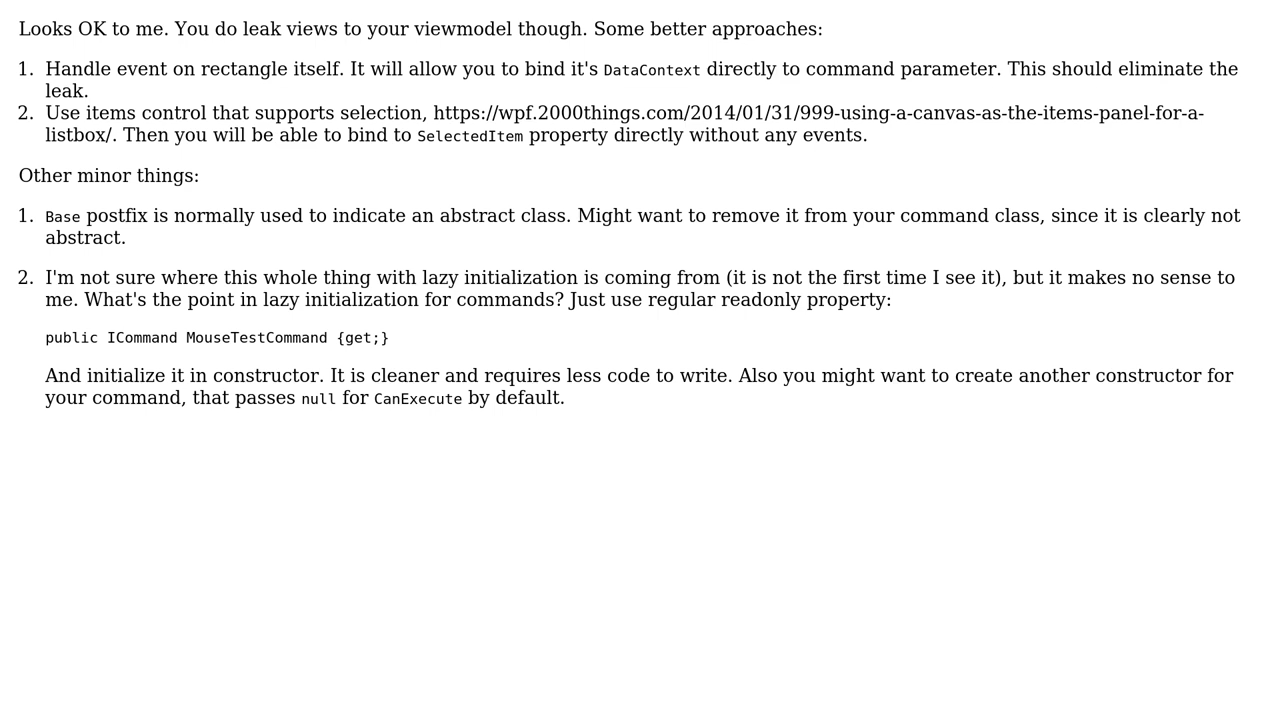 Looks OK to me. You do leak views to your viewmodel though. Some better approaches:
1. Handle event on rectangle itself. It will allow you to bind it's DataContext directly to command parameter. This should eliminate the
leak.
2. Use items control that supports selection, https://wpf.2000things.com/2014/01/31/999-using-a-canvas-as-the-items-panel-for-a-
listbox/. Then you will be able to bind to SelectedItem property directly without any events.
Other minor things:
1. Base postfix is normally used to indicate an abstract class. Might want to remove it from your command class, since it is clearly not
abstract.
2. I'm not sure where this whole thing with lazy initialization is coming from (it is not the first time I see it), but it makes no sense to
me. What's the point in lazy initialization for commands? Just use regular readonly property:
public ICommand MouseTestCommand {get;}
And initialize it in constructor. It is cleaner and requires less code to write. Also you might want to create another constructor for
your command, that passes null for CanExecute by default.